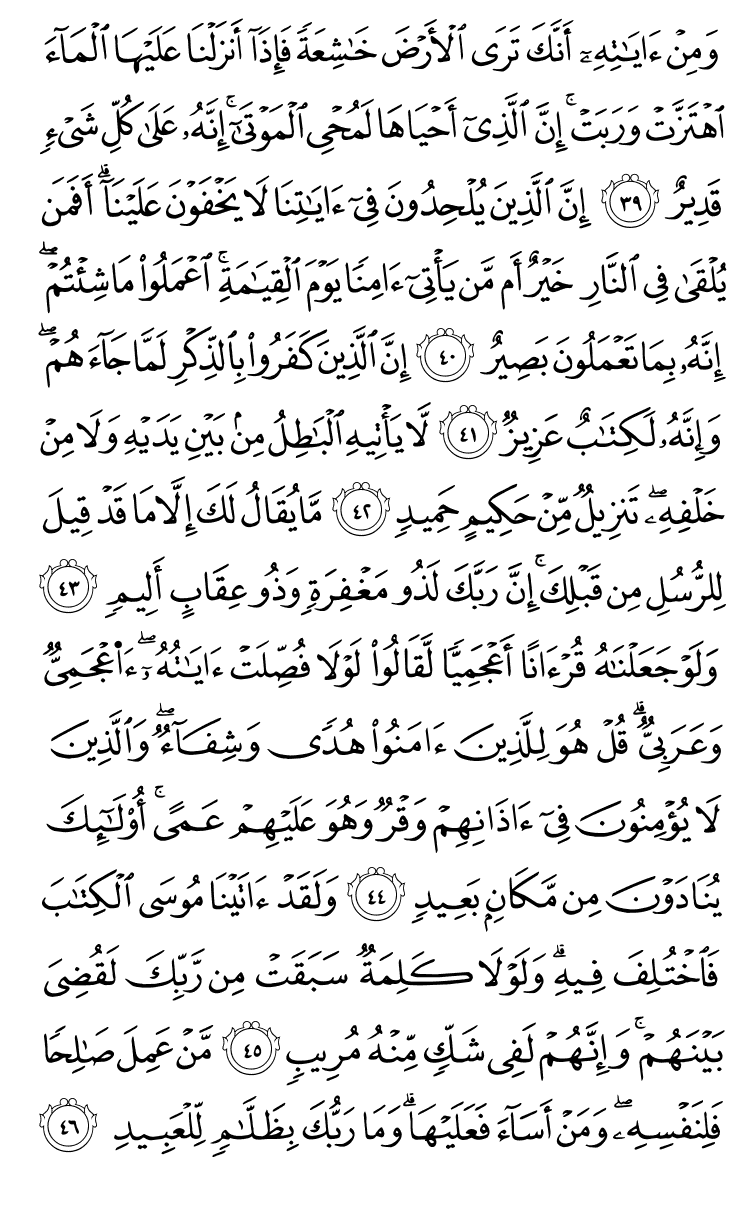 وَمِنْ ءَايَـٰتِهِۦٓ أَنَّكَ تَرَى ٱلْأَرْضَ خَـٰشِعَةً فَإِذَآ أَنزَلْنَا عَلَيْهَا ٱلْمَآءَ
ٱهْتَزَّتْ وَرَبَتْ ۚ إِنَّ ٱلَّذِىٓ أَحْيَاهَا لَمُحْىِ ٱلْمَوْتَىٰٓ ۚ إِنَّهُۥ عَلَىٰ كُلِّ شَىْءٍ
قَدِيرٌ ٣٩ إِنَّ ٱلَّذِينَ يُلْحِدُونَ فِىٓ ءَايَـٰتِنَا لَا يَخْفَوْنَ عَلَيْنَآ ۗ أَفَمَن
يُلْقَىٰ فِى ٱلنَّارِ خَيْرٌ أَم مَّن يَأْتِىٓ ءَامِنًا يَوْمَ ٱلْقِيَـٰمَةِ ۚ ٱعْمَلُوا۟ مَا شِئْتُمْ ۖ
إِنَّهُۥ بِمَا تَعْمَلُونَ بَصِيرٌ ٤٠ إِنَّ ٱلَّذِينَ كَفَرُوا۟ بِٱلذِّكْرِ لَمَّا جَآءَهُمْ ۖ
وَإِنَّهُۥ لَكِتَـٰبٌ عَزِيزٌ ٤١ لَّا يَأْتِيهِ ٱلْبَـٰطِلُ مِنۢ بَيْنِ يَدَيْهِ وَلَا مِنْ
خَلْفِهِۦ ۖ تَنزِيلٌ مِّنْ حَكِيمٍ حَمِيدٍ ٤٢ مَّا يُقَالُ لَكَ إِلَّا مَا قَدْ قِيلَ
لِلرُّسُلِ مِن قَبْلِكَ ۚ إِنَّ رَبَّكَ لَذُو مَغْفِرَةٍ وَذُو عِقَابٍ أَلِيمٍ ٤٣
وَلَوْ جَعَلْنَـٰهُ قُرْءَانًا أَعْجَمِيًّا لَّقَالُوا۟ لَوْلَا فُصِّلَتْ ءَايَـٰتُهُۥٓ ۖ ءَا۬عْجَمِىٌّ
وَعَرَبِىٌّ ۗ قُلْ هُوَ لِلَّذِينَ ءَامَنُوا۟ هُدًى وَشِفَآءٌ ۖ وَٱلَّذِينَ
لَا يُؤْمِنُونَ فِىٓ ءَاذَانِهِمْ وَقْرٌ وَهُوَ عَلَيْهِمْ عَمًى ۚ أُو۟لَـٰٓئِكَ
يُنَادَوْنَ مِن مَّكَانٍۭ بَعِيدٍ ٤٤ وَلَقَدْ ءَاتَيْنَا مُوسَى ٱلْكِتَـٰبَ
فَٱخْتُلِفَ فِيهِ ۗ وَلَوْلَا كَلِمَةٌ سَبَقَتْ مِن رَّبِّكَ لَقُضِىَ
بَيْنَهُمْ ۚ وَإِنَّهُمْ لَفِى شَكٍّ مِّنْهُ مُرِيبٍ ٤٥ مَّنْ عَمِلَ صَـٰلِحًا
فَلِنَفْسِهِۦ ۖ وَمَنْ أَسَآءَ فَعَلَيْهَا ۗ وَمَا رَبُّكَ بِظَلَّـٰمٍ لِّلْعَبِيدِ ٤٦